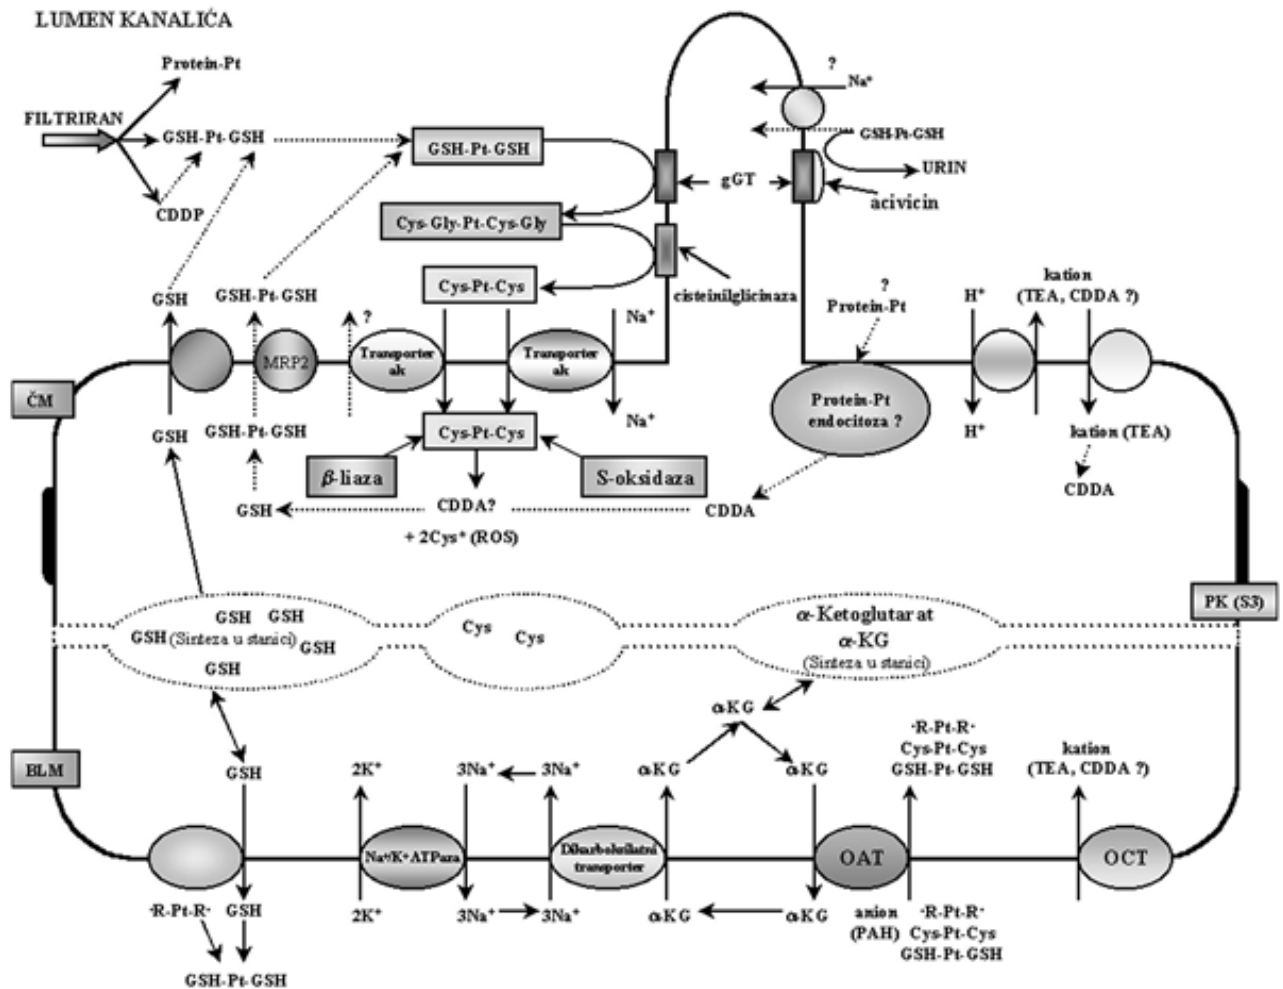 LUMEN KANALIĆA
Protein-Pt
FILTRIRAN
GSH-Pt-GSH
CDDP
GSH-Pt-GSH
Cys-Gly-Pt-Cys-Gly
Cys-Pt-Cys
gGT
cisteinilglicinaza
?
Na⁺
GSH-Pt-GSH
URIN
acivicin
GSH
GSH-Pt-GSH
?
Na⁺
?
Protein-Pt
H⁺
kation
(TEA, CDDA ?)
MRP2
Transporter
ak
Transporter
ak
ČM
Protein-Pt
endocitoza ?
GSH
GSH-Pt-GSH
Cys-Pt-Cys
Na⁺
H⁺
kation (TEA)
CDDA
β-liaza
S-oksidaza
GSH
CDDA?
+ 2Cys* (ROS)
CDDA
PK (S3)
GSH
GSH
GSH (Sinteza u stanici)
GSH
GSH
Cys
Cys
α-Ketoglutarat
α-KG
(Sinteza u stanici)
α-KG
BLM
GSH
2K⁺
3Na⁺
3Na⁺
α-KG
α-KG
-R-Pt-R-
Cys-Pt-Cys
GSH-Pt-GSH
kation
(TEA, CDDA ?)
Na⁺/K⁺ATPaza
Dikarboksilatni
transporter
OAT
OCT
-R-Pt-R-
GSH
2K⁺
3Na⁺
3Na⁺
α-KG
α-KG
anion
(PAH)
-R-Pt-R-
Cys-Pt-Cys
GSH-Pt-GSH
GSH-Pt-GSH